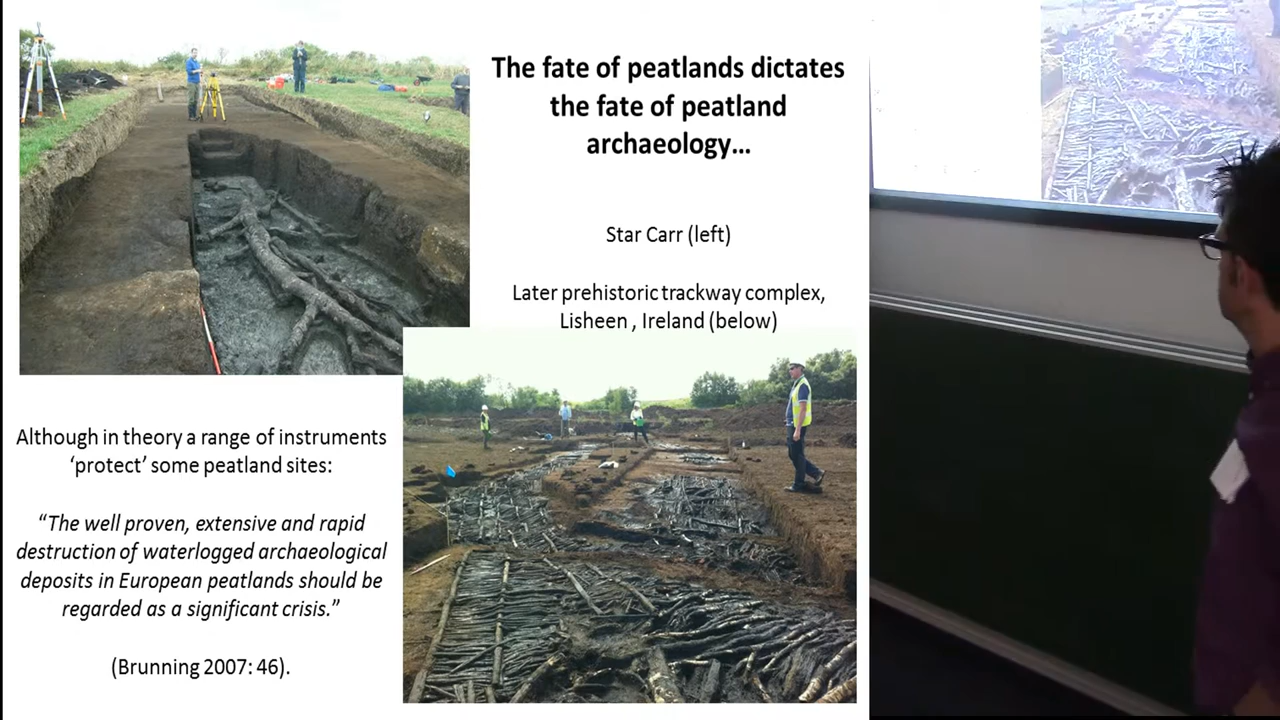 The fate of peatlands dictates
the fate of peatland
archaeology…
Star Carr (left)
Later prehistoric trackway complex,
Lisheen , Ireland (below)
Although in theory a range of instruments
‘protect’ some peatland sites:
“The well proven, extensive and rapid
destruction of waterlogged archaeological
deposits in European peatlands should be
regarded as a significant crisis.”
(Brunning 2007: 46).